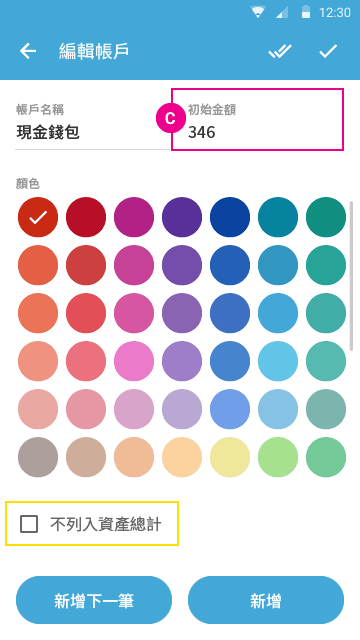 12:30
編輯帳戶
帳戶名稱
初始金額
C
現金錢包
346
顏色
不列入資產總計
新增下一筆
新增